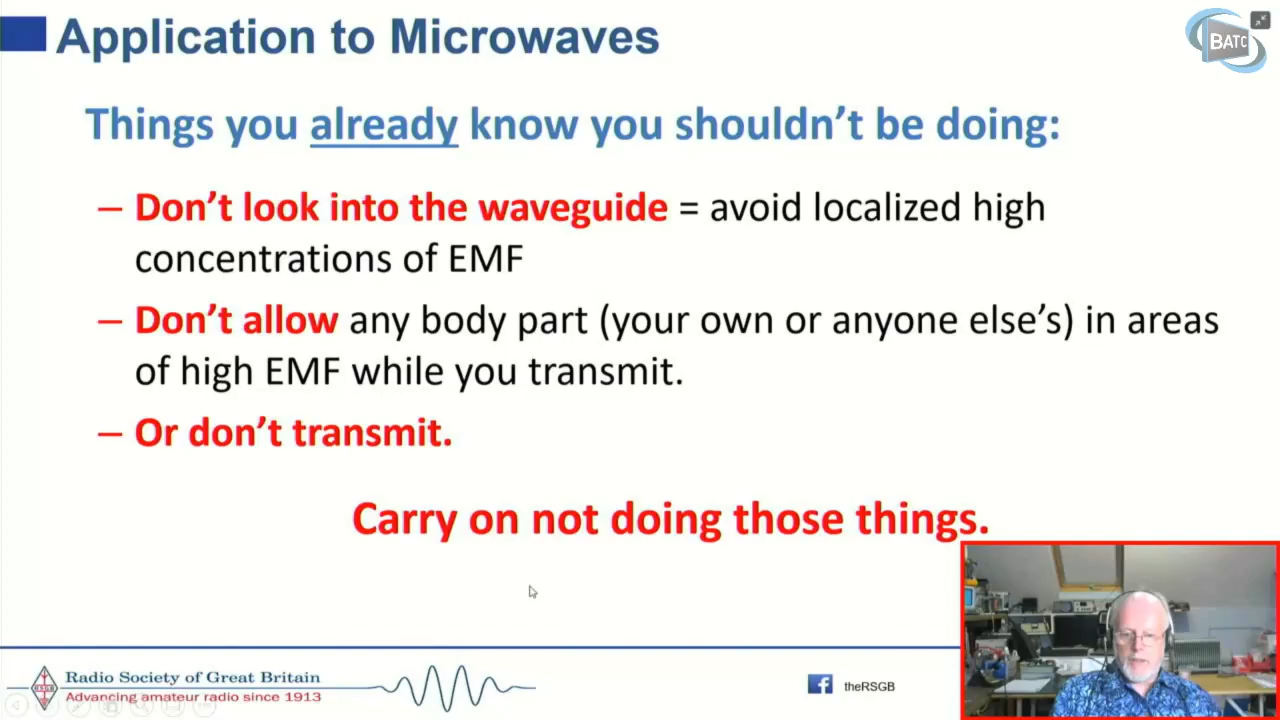 Application to Microwaves
BATC
Things you already know you shouldn't be doing:
– Don't look into the waveguide = avoid localized high
concentrations of EMF
– Don't allow any body part (your own or anyone else's) in areas
of high EMF while you transmit.
– Or don't transmit.
Carry on not doing those things.
RSGB
Radio Society of Great Britain
Advancing amateur radio since 1913
theRSGB